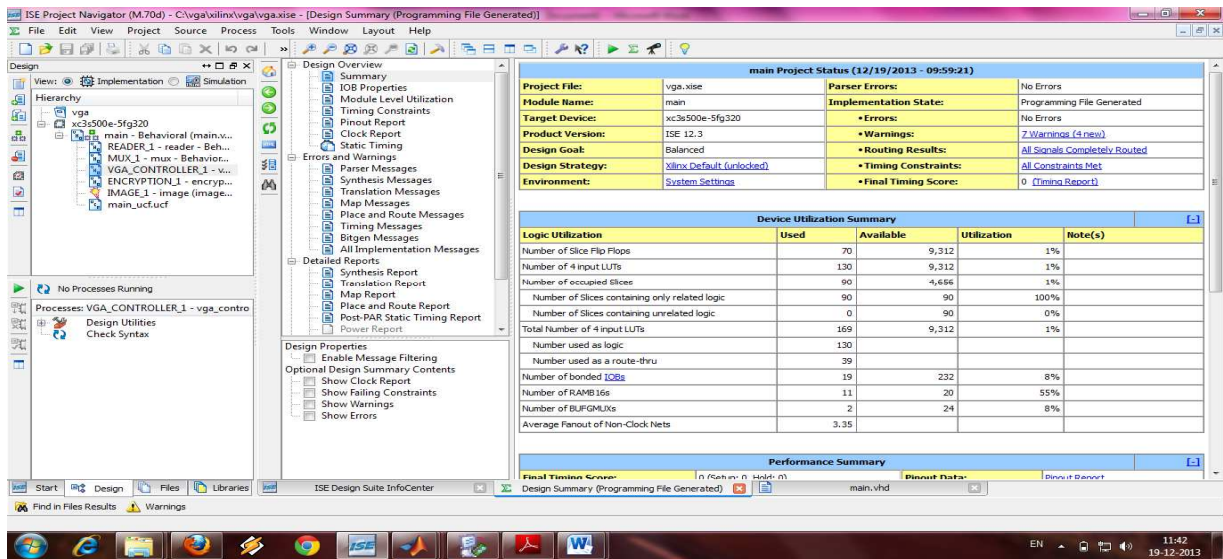 ISE Project Navigator (M.70d) - C:\vga\xilinx\vga\vga.xise - [Design Summary (Programming File Generated)]
File Edit View Project Source Process Tools Window Layout Help
Design
View: Implementation Simulation
Hierarchy
vga
xc3s500e-5fg320
main - Behavioral (main.v...
READER_1 - reader - Beh...
MUX_1 - mux - Behavior...
VGA_CONTROLLER_1 - v...
ENCRYPTION_1 - encryp...
IMAGE_1 - image (image...
main_ucf.ucf
No Processes Running
Processes: VGA_CONTROLLER_1 - vga_contro
Design Utilities
Check Syntax
Design Overview
Summary
IOB Properties
Module Level Utilization
Timing Constraints
Pinout Report
Clock Report
Static Timing
Errors and Warnings
Parser Messages
Synthesis Messages
Translation Messages
Map Messages
Place and Route Messages
Timing Messages
Bitgen Messages
All Implementation Messages
Detailed Reports
Synthesis Report
Translation Report
Map Report
Place and Route Report
Post-PAR Static Timing Report
Power Report
Design Properties
Enable Message Filtering
Optional Design Summary Contents
Show Clock Report
Show Failing Constraints
Show Warnings
Show Errors
main Project Status (12/19/2013 - 09:59:21)
Project File: vga.xise Parser Errors: No Errors
Module Name: main Implementation State: Programming File Generated
Target Device: xc3s500e-5fg320 •Errors: No Errors
Product Version: ISE 12.3 •Warnings: 7 Warnings (4 new)
Design Goal: Balanced •Routing Results: All Signals Completely Routed
Design Strategy: Xilinx Default (unlocked) •Timing Constraints: All Constraints Met
Environment: System Settings •Final Timing Score: 0 (Timing Report)
Device Utilization Summary [-]
Logic Utilization Used Available Utilization Note(s)
Number of Slice Flip Flops 70 9,312 1%
Number of 4 input LUTs 130 9,312 1%
Number of occupied Slices 90 4,656 1%
Number of Slices containing only related logic 90 90 100%
Number of Slices containing unrelated logic 0 90 0%
Total Number of 4 input LUTs 169 9,312 1%
Number used as logic 130
Number used as a route-thru 39
Number of bonded IOBs 19 232 8%
Number of RAMB16s 11 20 55%
Number of BUFGMUXs 2 24 8%
Average Fanout of Non-Clock Nets 3.35
Performance Summary [-]
Final Timing Score: 0 (Setup: 0, Hold: 0) Pinout Data: Pinout Report
Start Design Files Libraries
ISE Design Suite InfoCenter Design Summary (Programming File Generated) main.vhd
Find in Files Results Warnings
ISE W
EN 11:42
19-12-2013